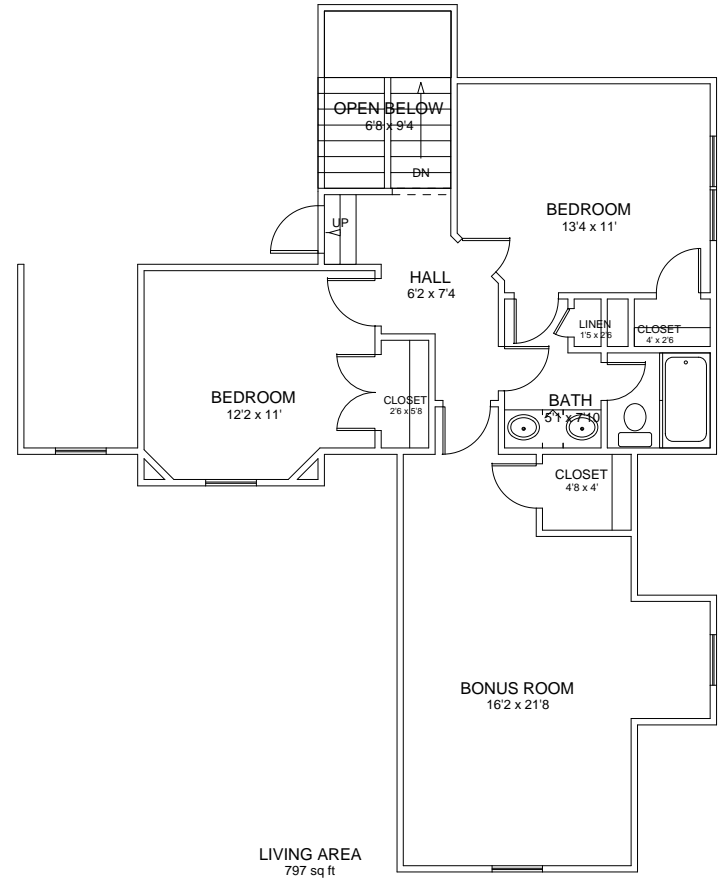 OPEN BELOW
6'8 x 9'4
DN
UP
BEDROOM
13'4 x 11'
HALL
6'2 x 7'4
LINEN
1'5 x 2'6
CLOSET
4' x 2'6
BEDROOM
12'2 x 11'
CLOSET
2'6 x 5'8
BATH
5'1 x 7'10
CLOSET
4'8 x 4'
BONUS ROOM
16'2 x 21'8
LIVING AREA
797 sq ft